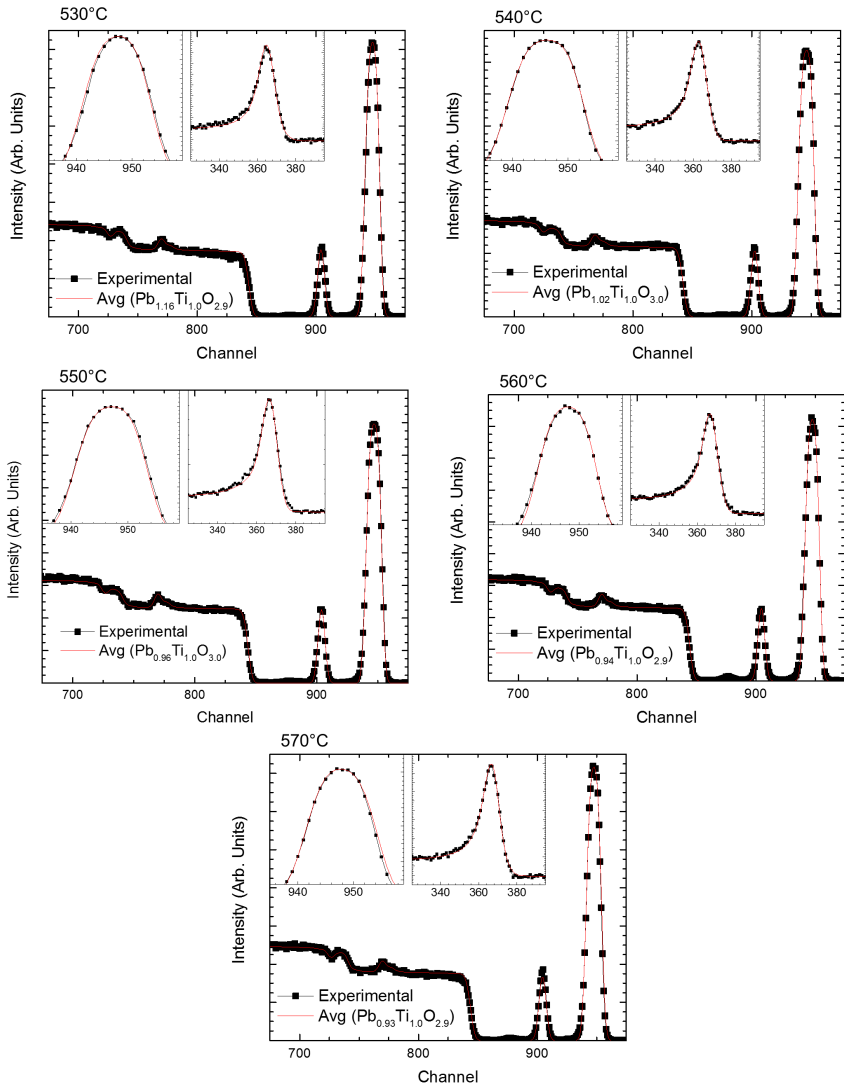 530°C
Intensity (Arb. Units)
940 950
340 360 380
Experimental
Avg (Pb1.16Ti1.0O2.9)
700 800 900
Channel
540°C
Intensity (Arb. Units)
940 950
340 360 380
Experimental
Avg (Pb1.02Ti1.0O3.0)
700 800 900
Channel
550°C
Intensity (Arb. Units)
940 950
340 360 380
Experimental
Avg (Pb0.96Ti1.0O3.0)
700 800 900
Channel
560°C
Intensity (Arb. Units)
940 950
340 360 380
Experimental
Avg (Pb0.94Ti1.0O2.9)
700 800 900
Channel
570°C
Intensity (Arb. Units)
940 950
340 360 380
Experimental
Avg (Pb0.93Ti1.0O2.9)
700 800 900
Channel